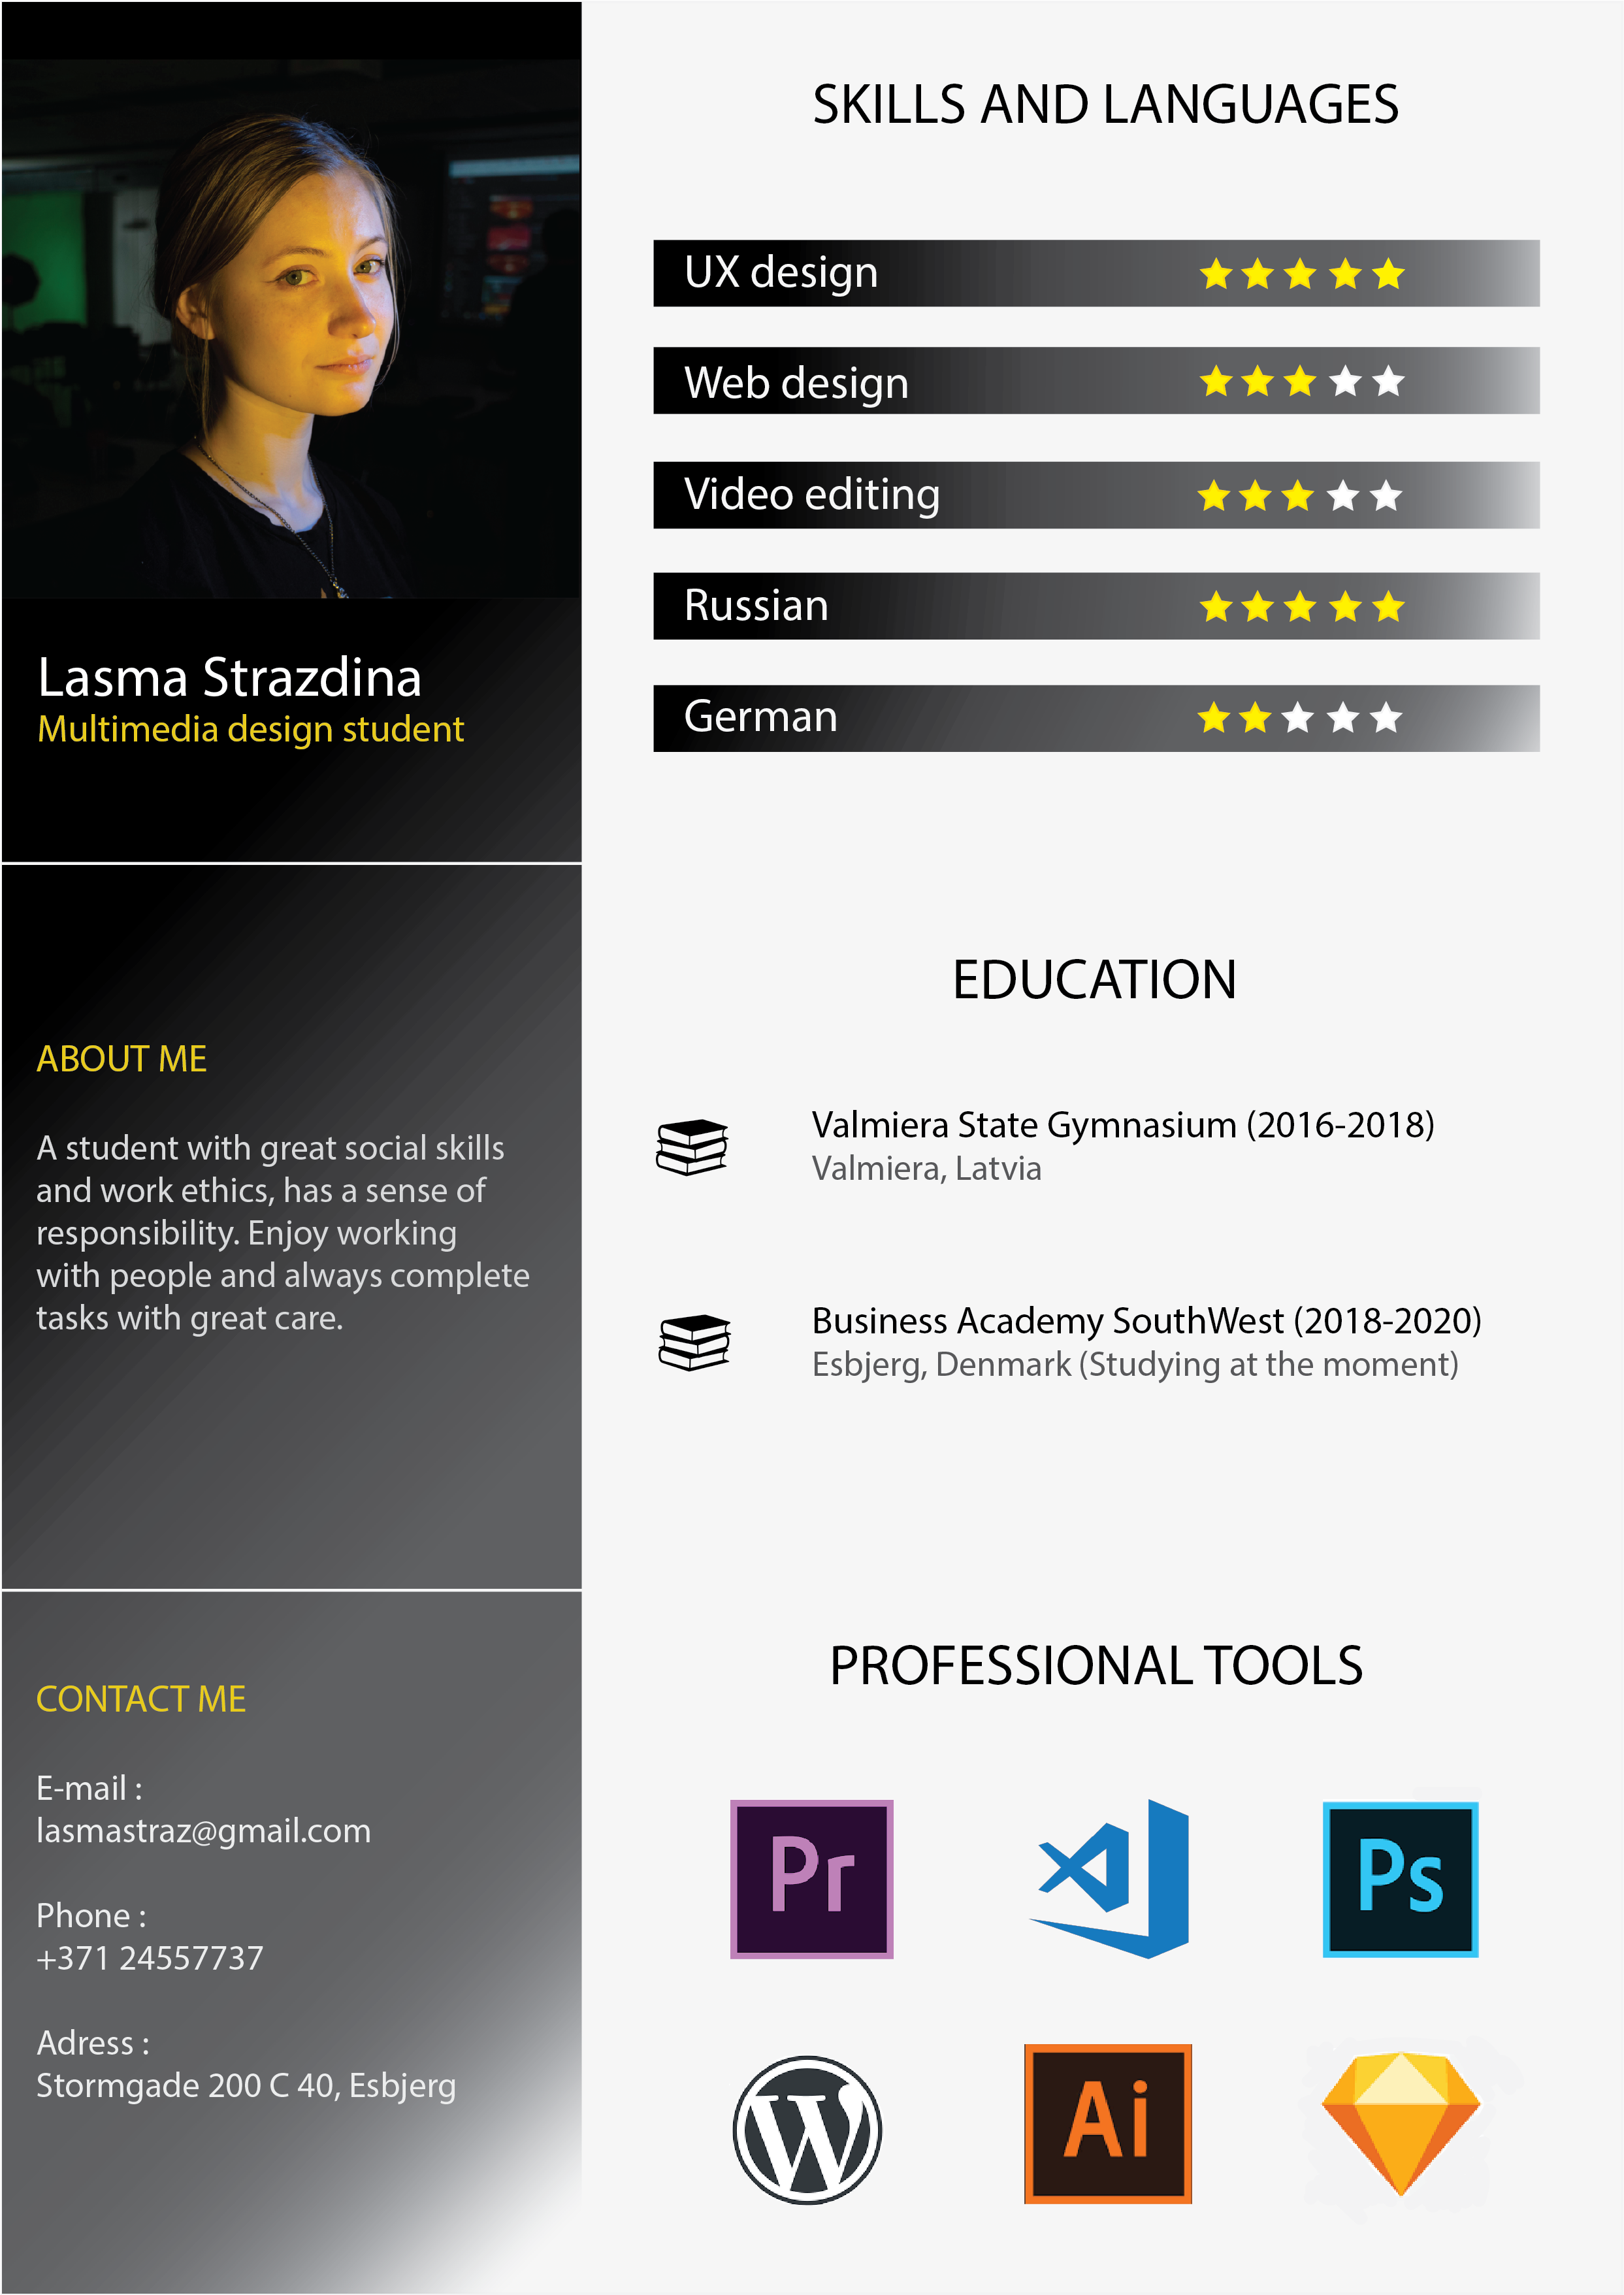 Lasma Strazdina
Multimedia design student
ABOUT ME
A student with great social skills
and work ethics, has a sense of
responsibility. Enjoy working
with people and always complete
tasks with great care.
CONTACT ME
E-mail :
lasmastraz@gmail.com
Phone :
+371 24557737
Adress :
Stormgade 200 C 40, Esbjerg
SKILLS AND LANGUAGES
UX design
Web design
Video editing
Russian
German
EDUCATION
Valmiera State Gymnasium (2016-2018)
Valmiera, Latvia
Business Academy SouthWest (2018-2020)
Esbjerg, Denmark (Studying at the moment)
PROFESSIONAL TOOLS
Pr
Ps
W
Ai